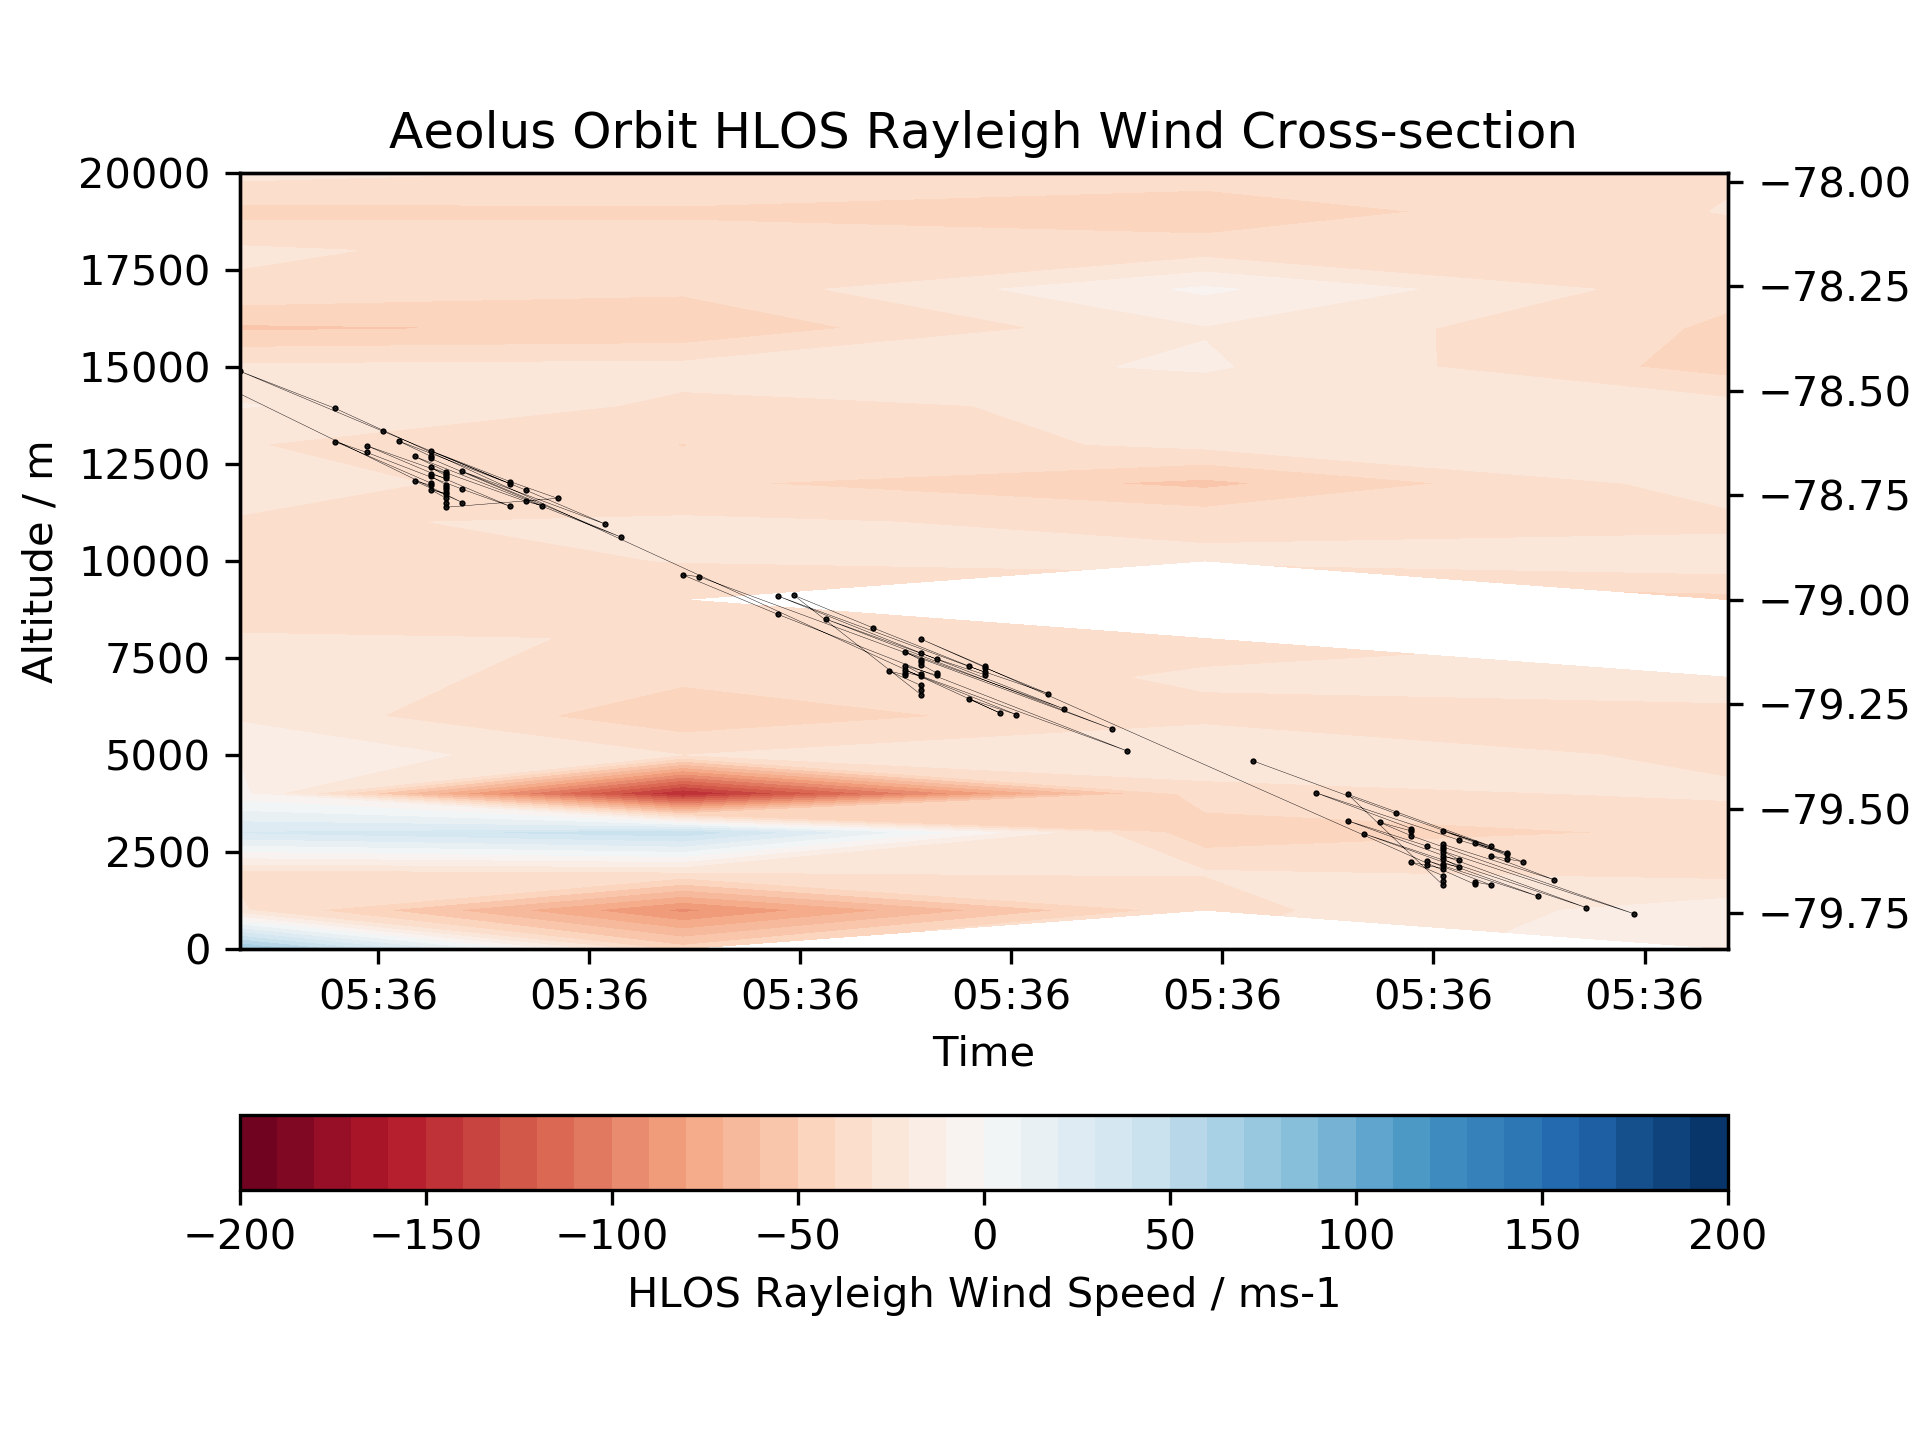 Aeolus Orbit HLOS Rayleigh Wind Cross-section
20000
17500
15000
12500
10000
7500
5000
2500
0
Altitude / m
−78.00
−78.25
−78.50
−78.75
−79.00
−79.25
−79.50
−79.75
05:36 05:36 05:36 05:36 05:36 05:36 05:36
Time
−200 −150 −100 −50 0 50 100 150 200
HLOS Rayleigh Wind Speed / ms-1